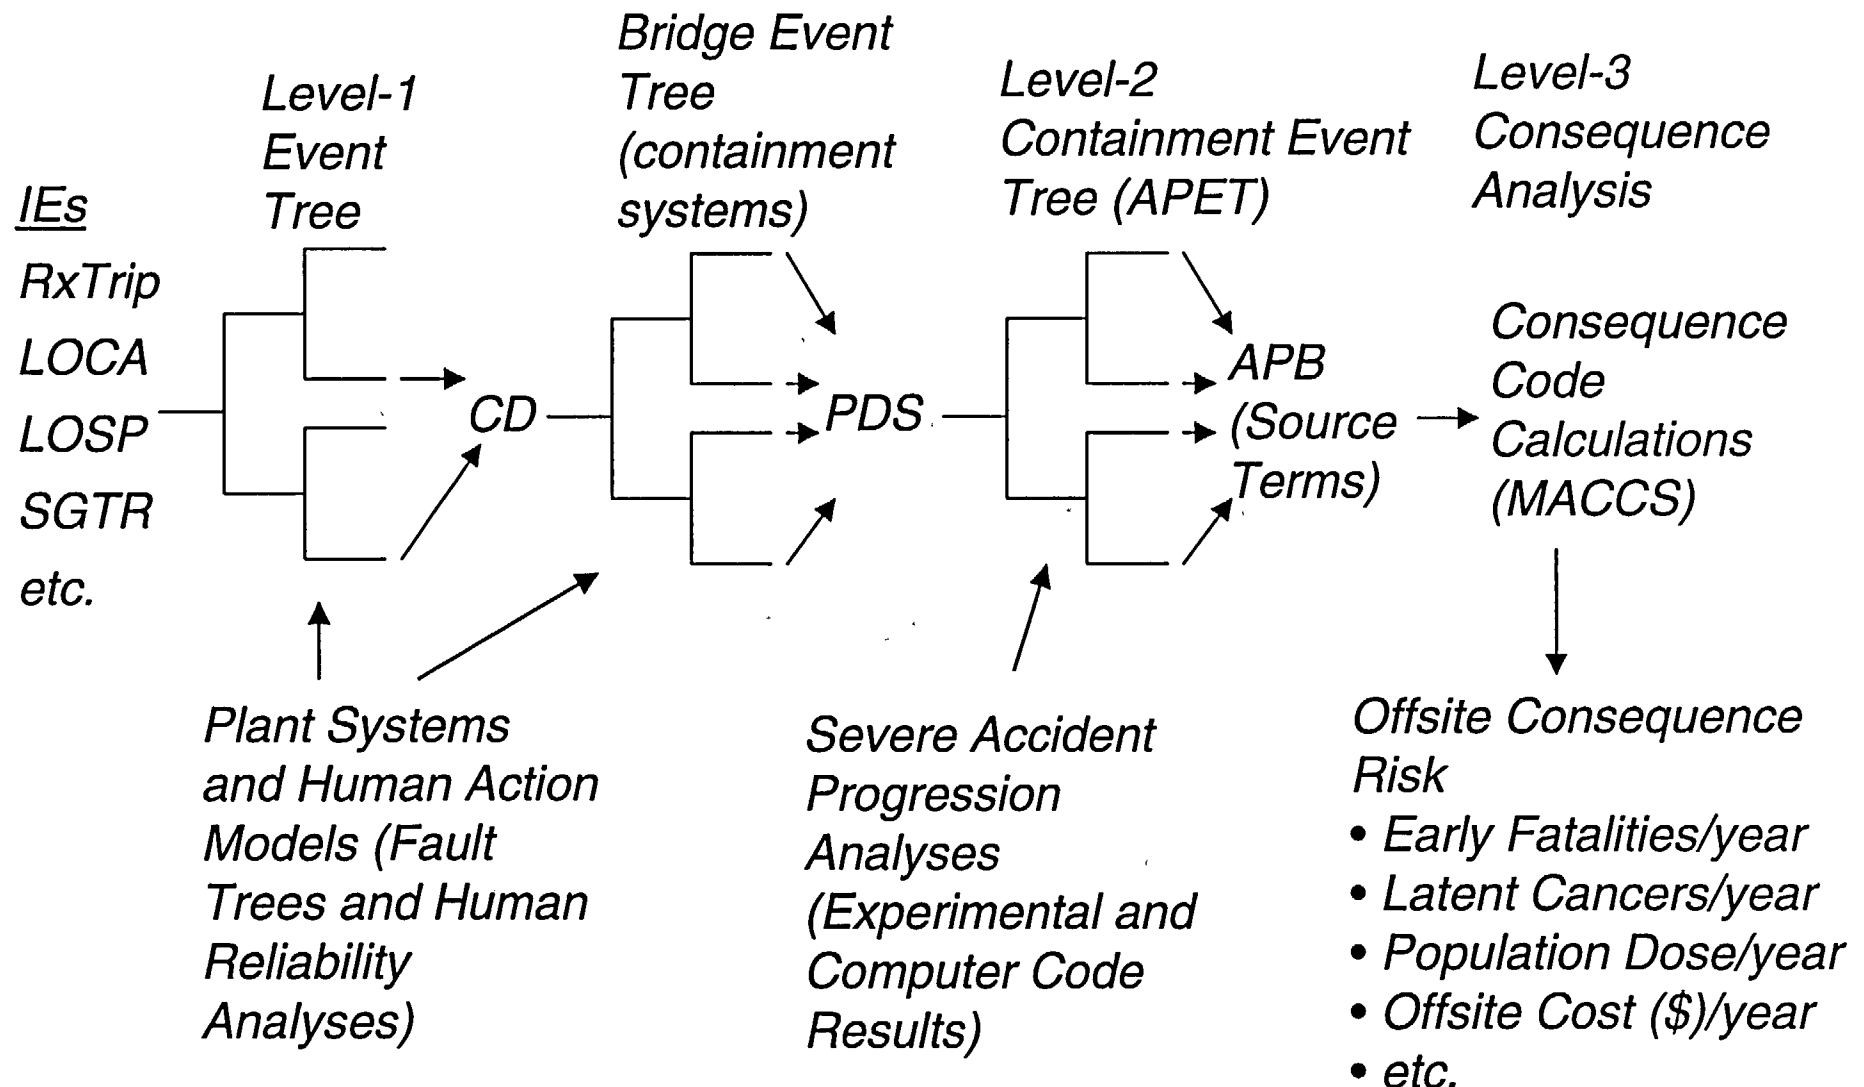 IEs
RxTrip
LOCA
LOSP
SGTR
etc.
Level-1
Event
Tree
CD
Bridge Event
Tree
(containment
systems)
PDS
Level-2
Containment Event
Tree (APET)
APB
(Source
Terms)
Level-3
Consequence
Analysis
Consequence
Code
Calculations
(MACCS)
Plant Systems
and Human Action
Models (Fault
Trees and Human
Reliability
Analyses)
Severe Accident
Progression
Analyses
(Experimental and
Computer Code
Results)
Offsite Consequence
Risk
• Early Fatalities/year
• Latent Cancers/year
• Population Dose/year
• Offsite Cost ($)/year
• etc.